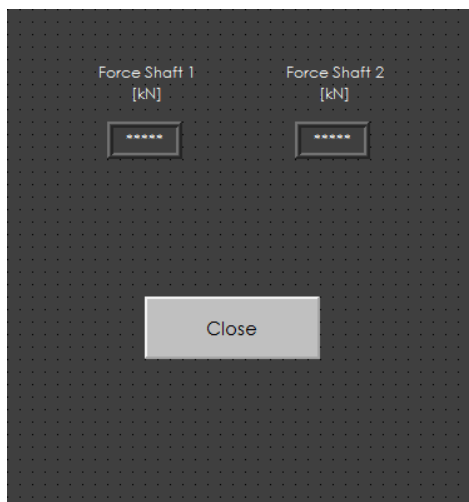 Force Shaft 1
[kN]
Force Shaft 2
[kN]
*****
*****
Close